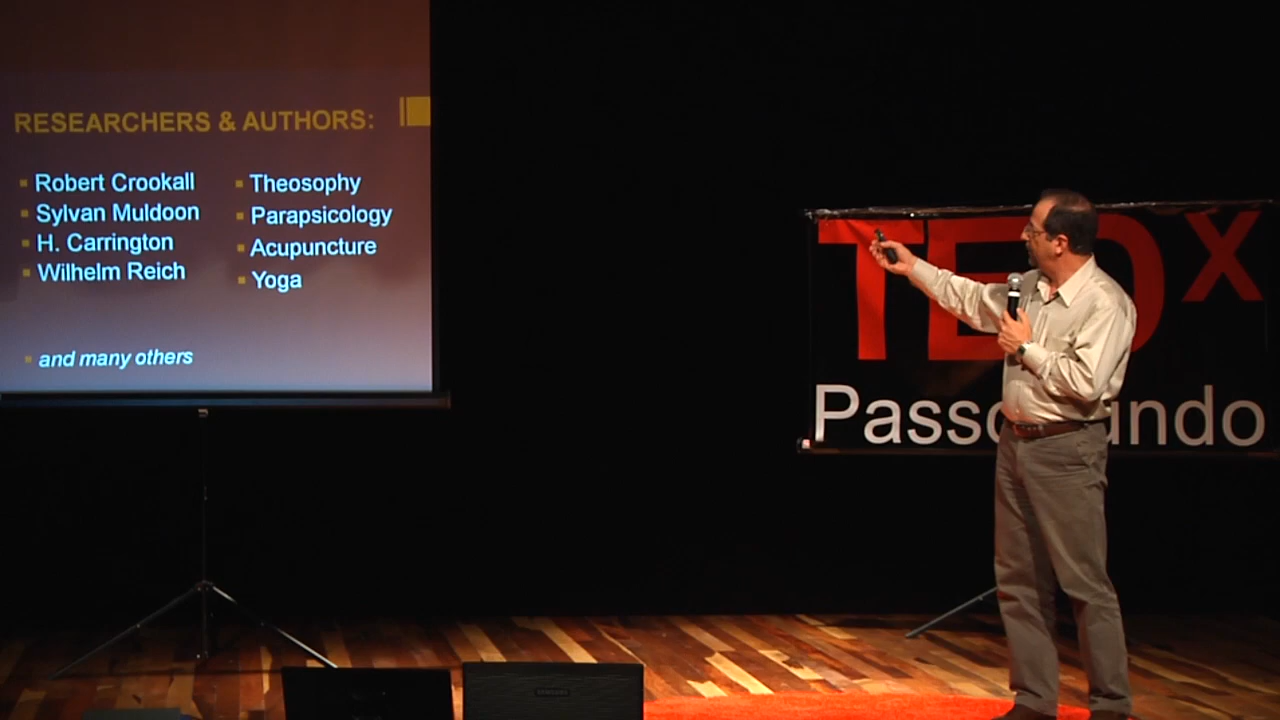 RESEARCHERS & AUTHORS:
Robert Crookall
Sylvan Muldoon
H. Carrington
Wilhelm Reich
Theosophy
Parapsicology
Acupuncture
Yoga
and many others
TEDx
Passo undo
SAMSUNG